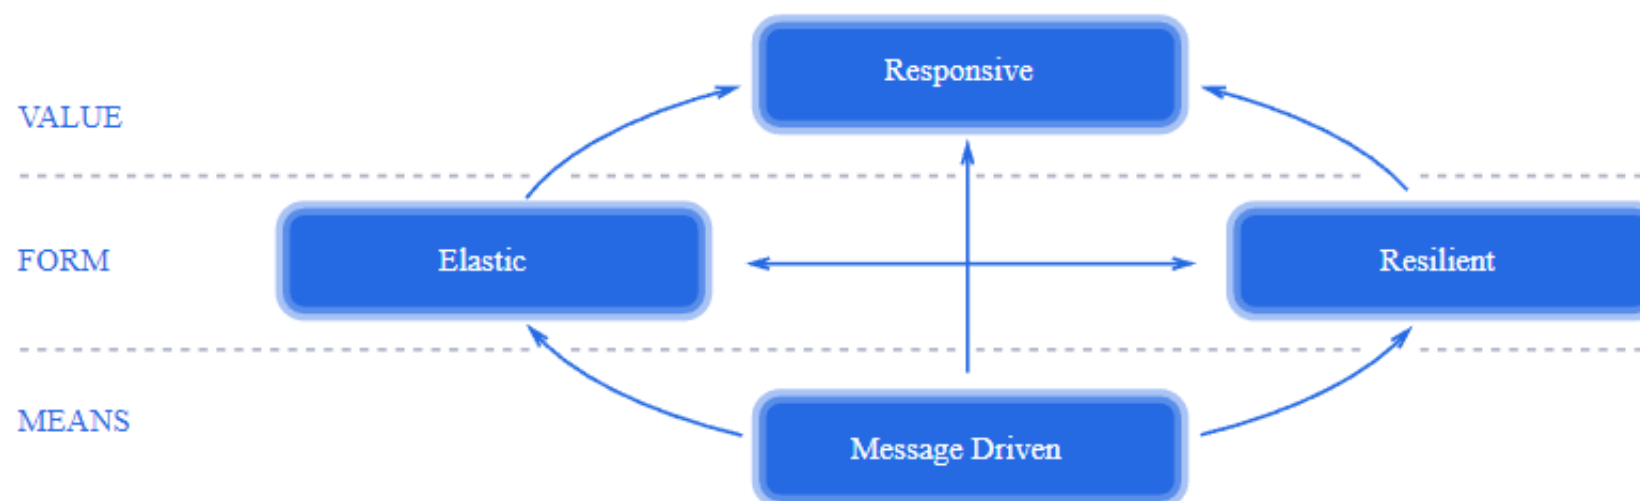 Responsive
VALUE
Elastic
Resilient
FORM
MEANS
Message Driven